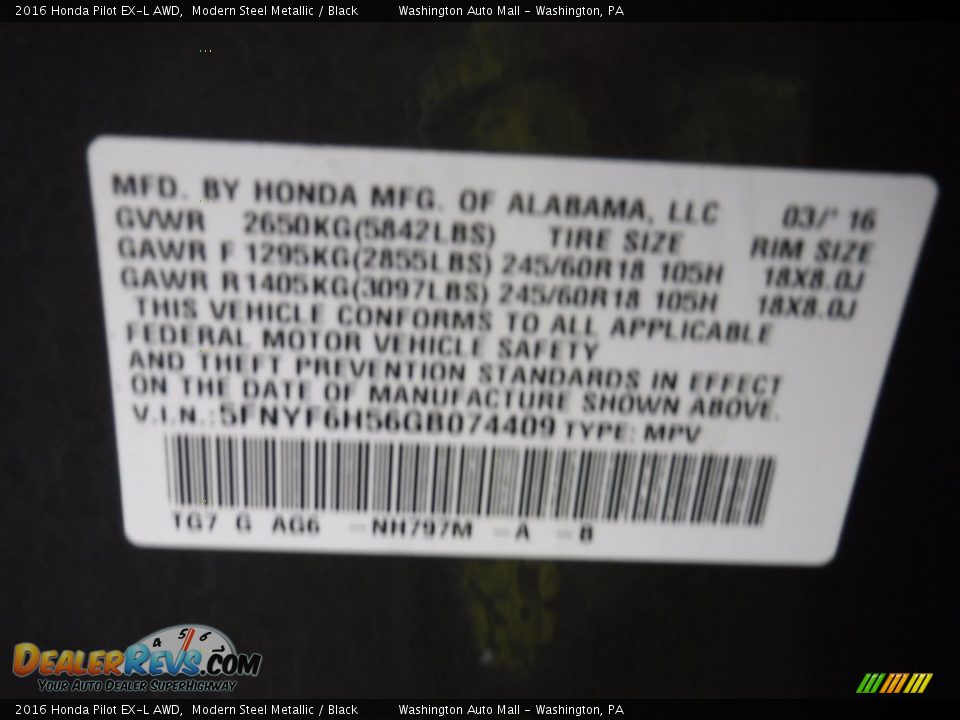 2016 Honda Pilot EX-L AWD, Modern Steel Metallic / Black Washington Auto Mall - Washington, PA
MFD. BY HONDA MFG. OF ALABAMA, LLC 03/' 16
GVWR 2650KG(5842LBS) TIRE SIZE RIM SIZE
GAWR F 1295KG(2855LBS) 245/60R18 105H 18X8.0J
GAWR R1405KG(3097LBS) 245/60R18 105H 18X8.0J
THIS VEHICLE CONFORMS TO ALL APPLICABLE
FEDERAL MOTOR VEHICLE SAFETY
AND THEFT PREVENTION STANDARDS IN EFFECT
ON THE DATE OF MANUFACTURE SHOWN ABOVE.
V.I.N.: 5FNYF6H56GB074409 TYPE: MPV
TG7 G AG6 - NH797M - A - B
4 5 6 7
DEALERREVS.COM
YOUR AUTO DEALER SUPERHIGHWAY
2016 Honda Pilot EX-L AWD, Modern Steel Metallic / Black Washington Auto Mall - Washington, PA